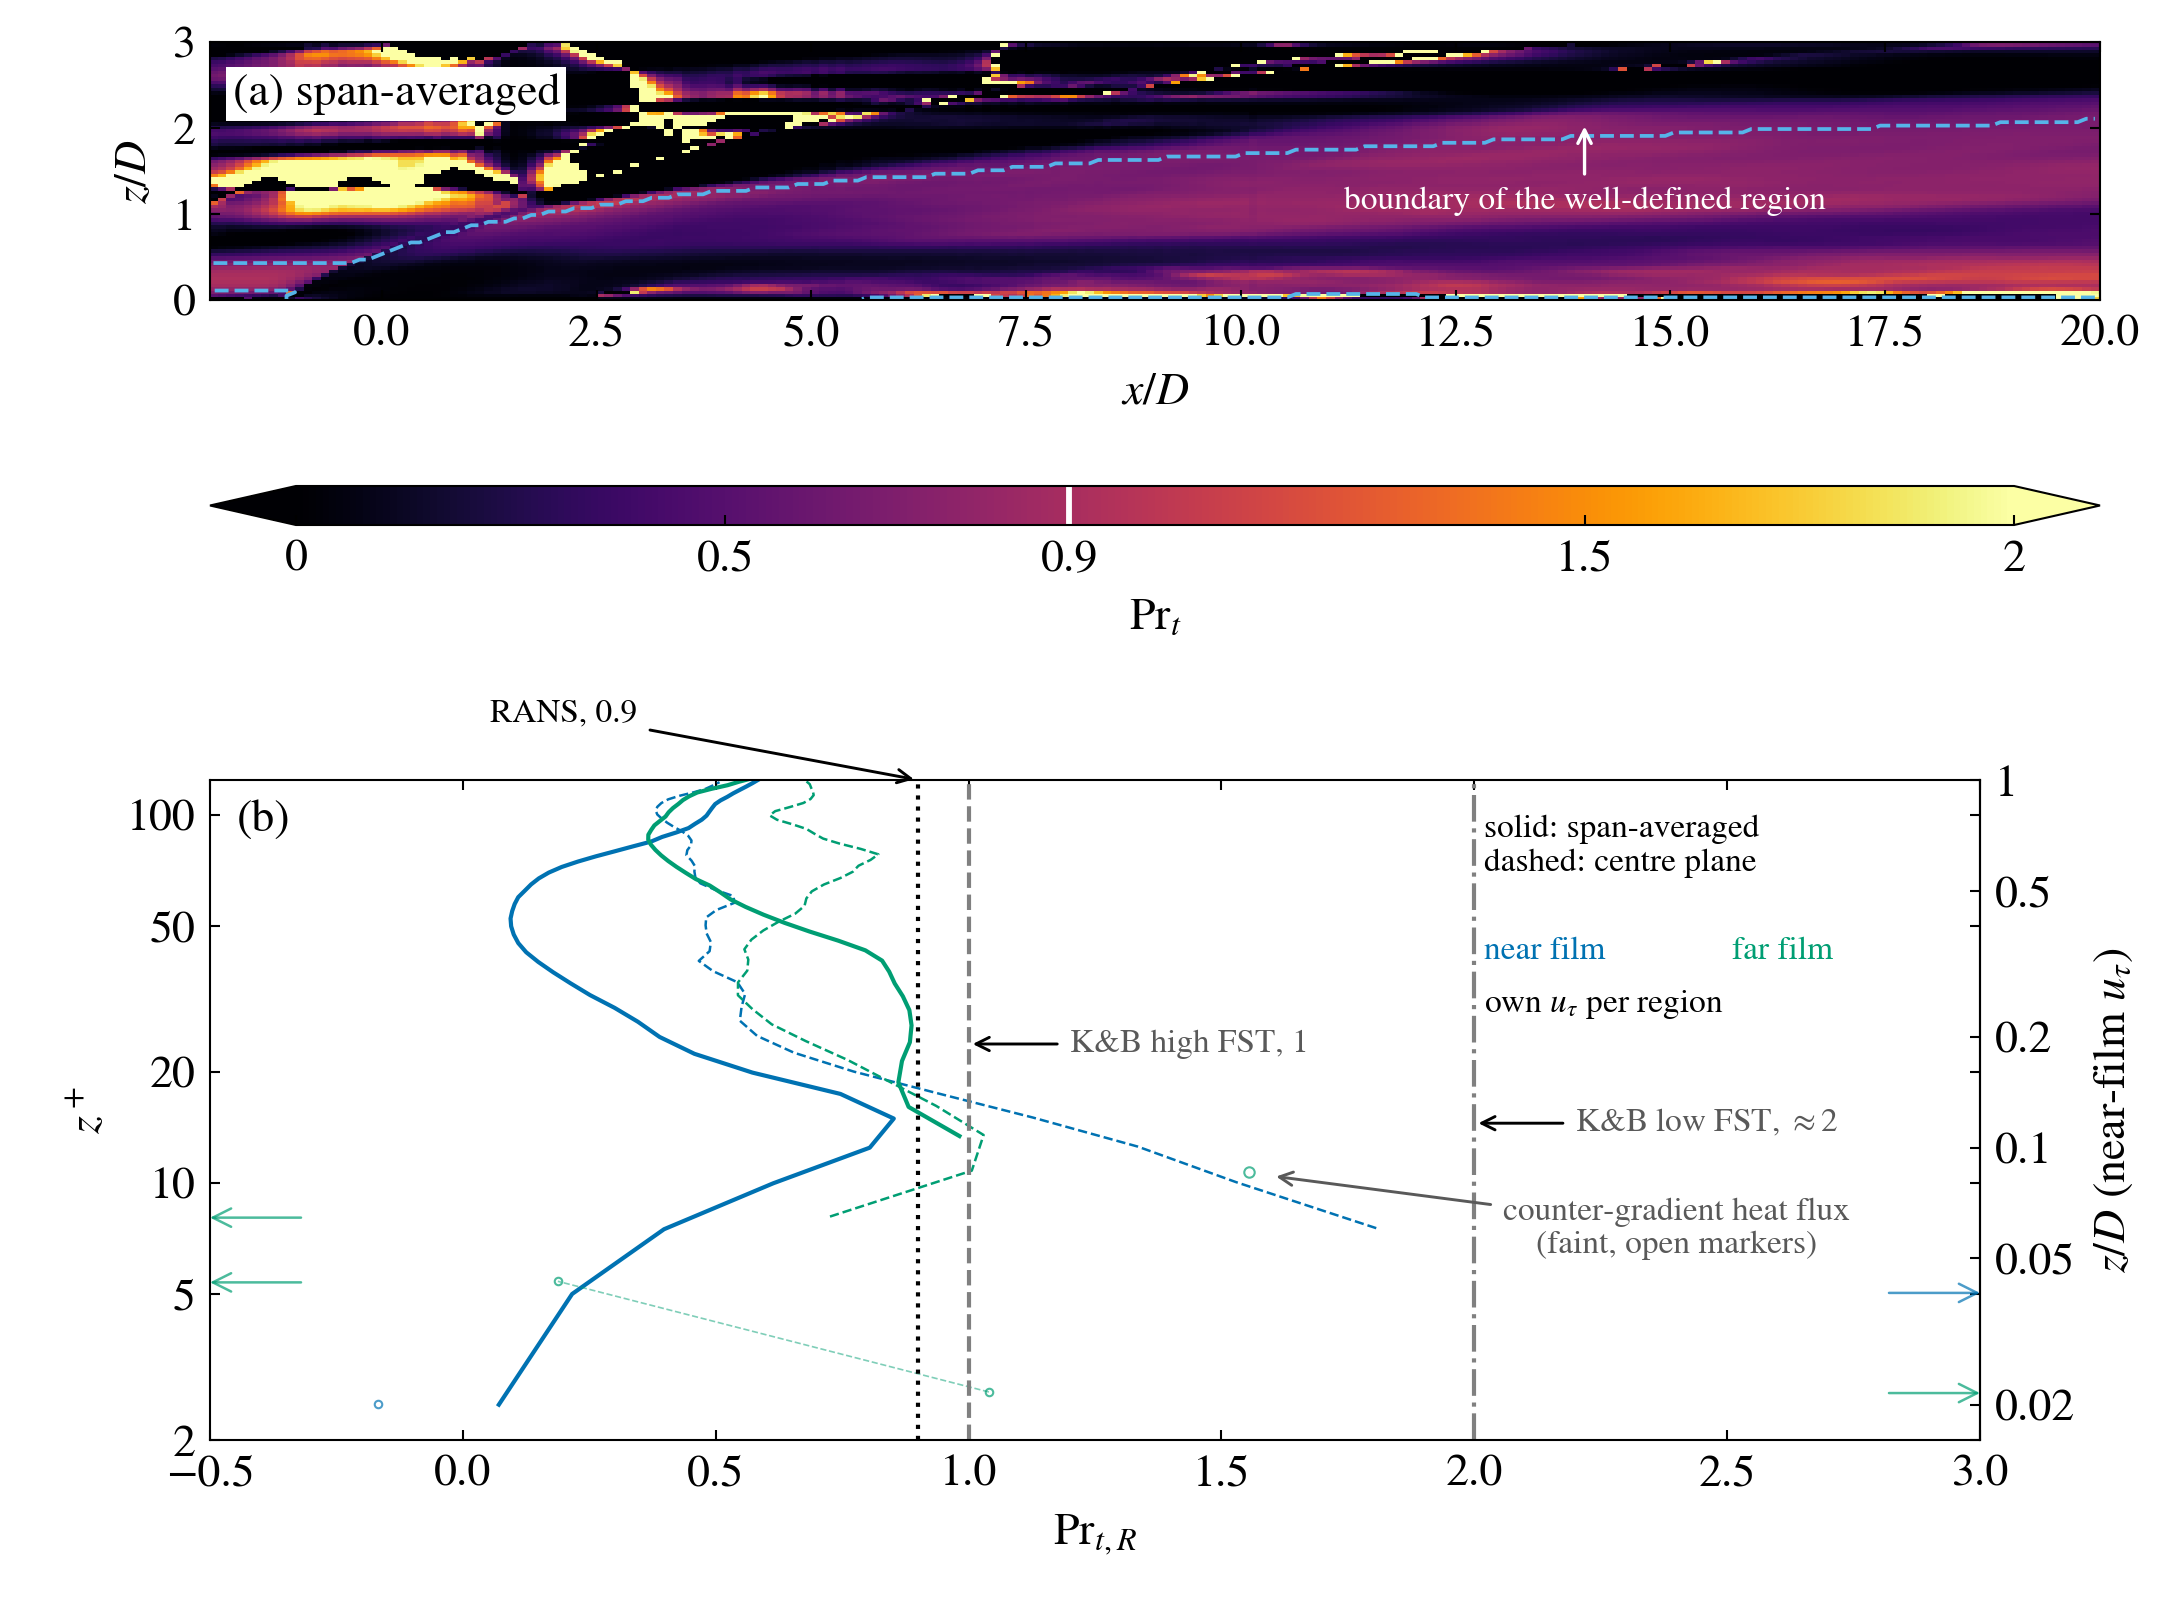 3
2
1
0
z/D
(a) span-averaged
boundary of the well-defined region
0.0 2.5 5.0 7.5 10.0 12.5 15.0 17.5 20.0
x/D
0 0.5 0.9 1.5 2
Pr_t
RANS, 0.9
(b)
100
50
20
10
5
2
z⁺
solid: span-averaged
dashed: centre plane
near film far film
own u_τ per region
K&B high FST, 1
K&B low FST, ≈2
counter-gradient heat flux
(faint, open markers)
1
0.5
0.2
0.1
0.05
0.02
z/D (near-film u_τ)
−0.5 0.0 0.5 1.0 1.5 2.0 2.5 3.0
Pr_{t, R}